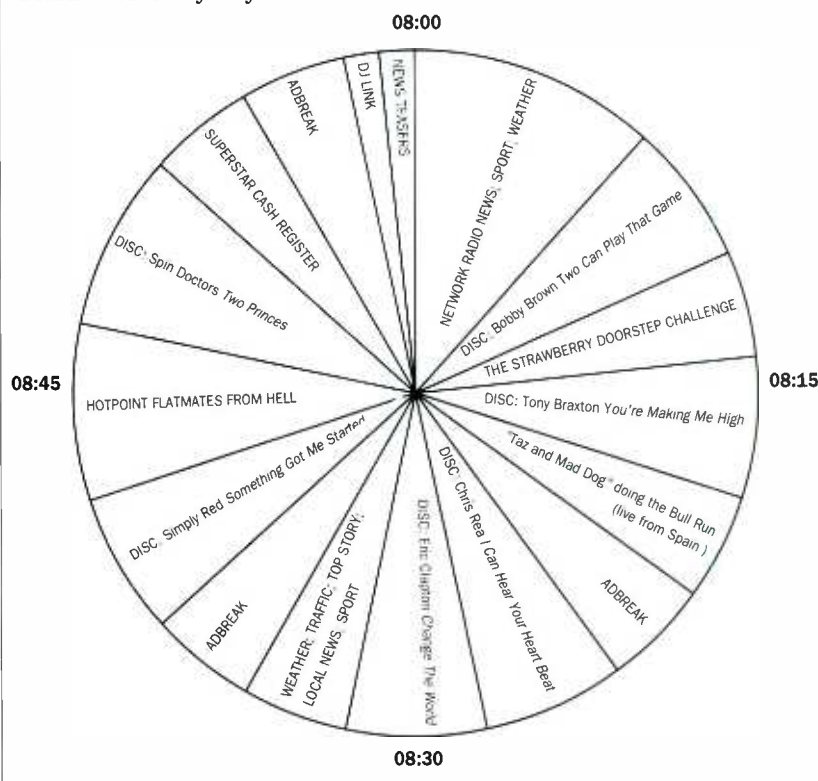 08:00
NETWORK RADIO NEWS; SPORT; WEATHER
DISC: Bobby Brown Two Can Play That Game
THE STRAWBERRY DOORSTEP CHALLENGE
08:15
DISC: Tony Braxton You're Making Me High
"Taz and Mad Dog" doing the Bull Run
(live from Spain)
ADBREAK
DISC: Chris Rea I Can Hear Your Heart Beat
DISC: Eric Clapton Change The World
08:30
WEATHER; TRAFFIC; TOP STORY;
LOCAL NEWS, SPORT
ADBREAK
DISC: Simply Red Something Got Me Started
HOTPOINT FLATMATES FROM HELL
08:45
DISC: Spin Doctors Two Princes
SUPERSTAR CASH REGISTER
ADBREAK
DJ LINK
NEWS TEASERS